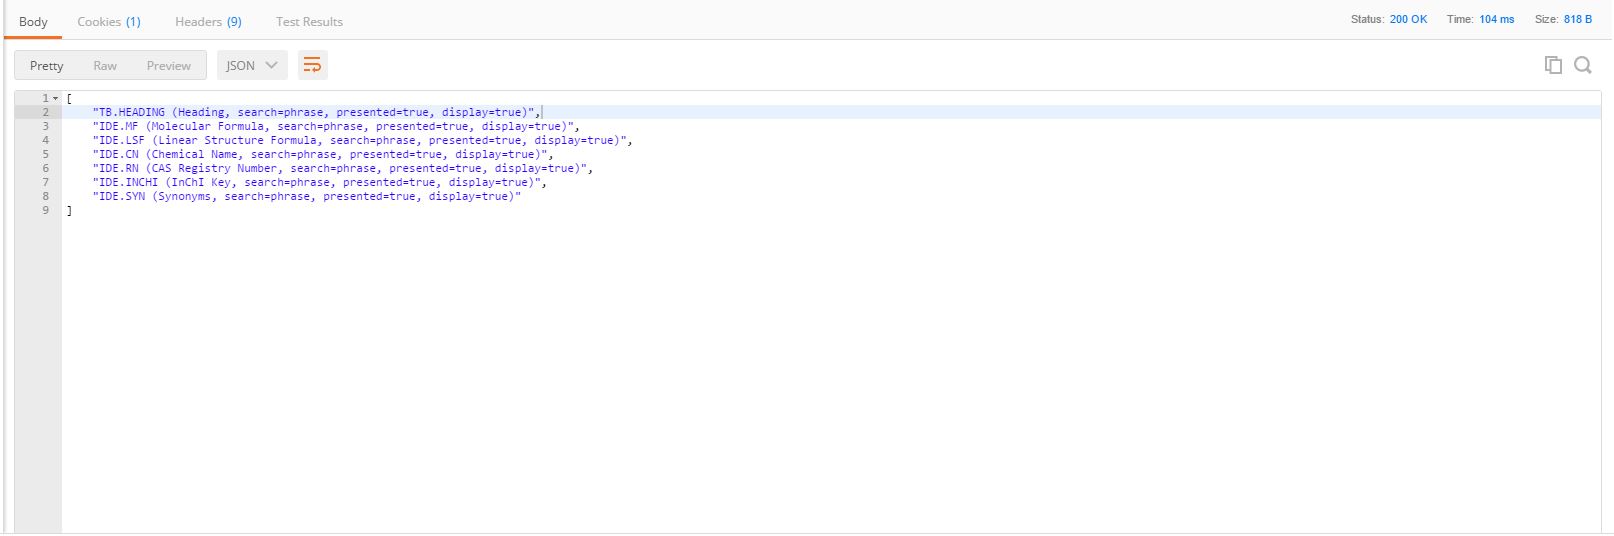 Body Cookies (1) Headers (9) Test Results Status: 200 OK Time: 104 ms Size: 818 B
Pretty Raw Preview JSON
1 [
2 "TB.HEADING (Heading, search=phrase, presented=true, display=true)",
3 "IDE.MF (Molecular Formula, search=phrase, presented=true, display=true)",
4 "IDE.LSF (Linear Structure Formula, search=phrase, presented=true, display=true)",
5 "IDE.CN (Chemical Name, search=phrase, presented=true, display=true)",
6 "IDE.RN (CAS Registry Number, search=phrase, presented=true, display=true)",
7 "IDE.INCHI (InChI Key, search=phrase, presented=true, display=true)",
8 "IDE.SYN (Synonyms, search=phrase, presented=true, display=true)"
9 ]